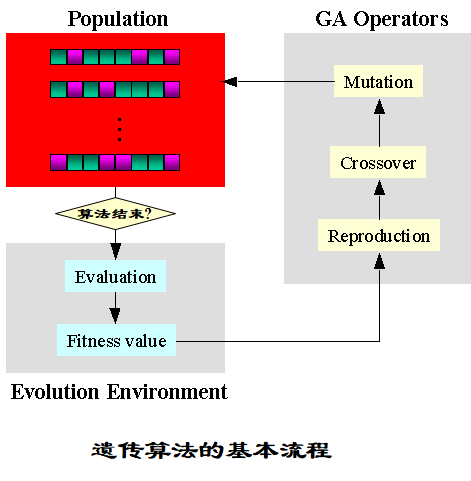 Population
GA Operators
Mutation
Crossover
Reproduction
算法结束?
Evaluation
Fitness value
Evolution Environment
遗传算法的基本流程